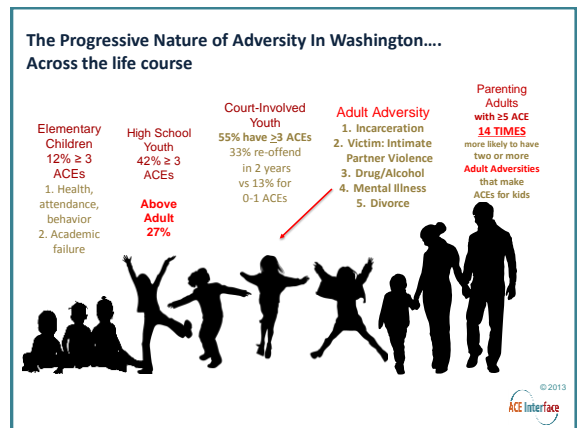 The Progressive Nature of Adversity In Washington….
Across the life course
Elementary
Children
12% ≥ 3
ACEs
1. Health,
attendance,
behavior
2. Academic
failure
High School
Youth
42% ≥ 3
ACEs
Above
Adult
27%
Court-Involved
Youth
55% have ≥3 ACEs
33% re-offend
in 2 years
vs 13% for
0-1 ACEs
Adult Adversity
1. Incarceration
2. Victim: Intimate
Partner Violence
3. Drug/Alcohol
4. Mental Illness
5. Divorce
Parenting
Adults
with ≥5 ACE
14 TIMES
more likely to have
two or more
Adult Adversities
that make
ACEs for kids
© 2013
ACE Interface